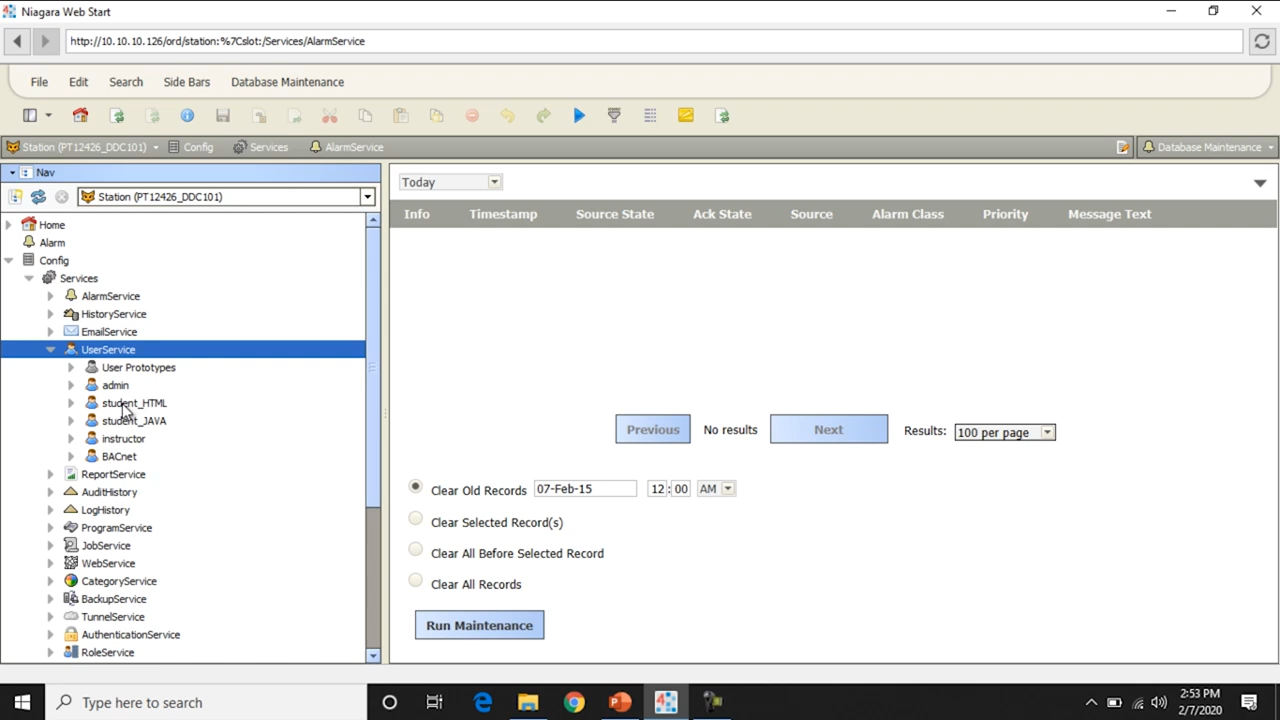 Niagara Web Start
http://10.10.10.126/ord/station:%7Cslot:/Services/AlarmService
File Edit Search Side Bars Database Maintenance
Station (PT12426_DDC101) Config Services AlarmService Database Maintenance
Nav
Station (PT12426_DDC101)
Home
Alarm
Config
Services
AlarmService
HistoryService
EmailService
UserService
User Prototypes
admin
student_HTML
student_JAVA
instructor
BACnet
ReportService
AuditHistory
LogHistory
ProgramService
JobService
WebService
CategoryService
BackupService
TunnelService
AuthenticationService
RoleService
Today
Info Timestamp Source State Ack State Source Alarm Class Priority Message Text
Previous No results Next Results: 100 per page
Clear Old Records 07-Feb-15 12:00 AM
Clear Selected Record(s)
Clear All Before Selected Record
Clear All Records
Run Maintenance
Type here to search
2:53 PM
2/7/2020